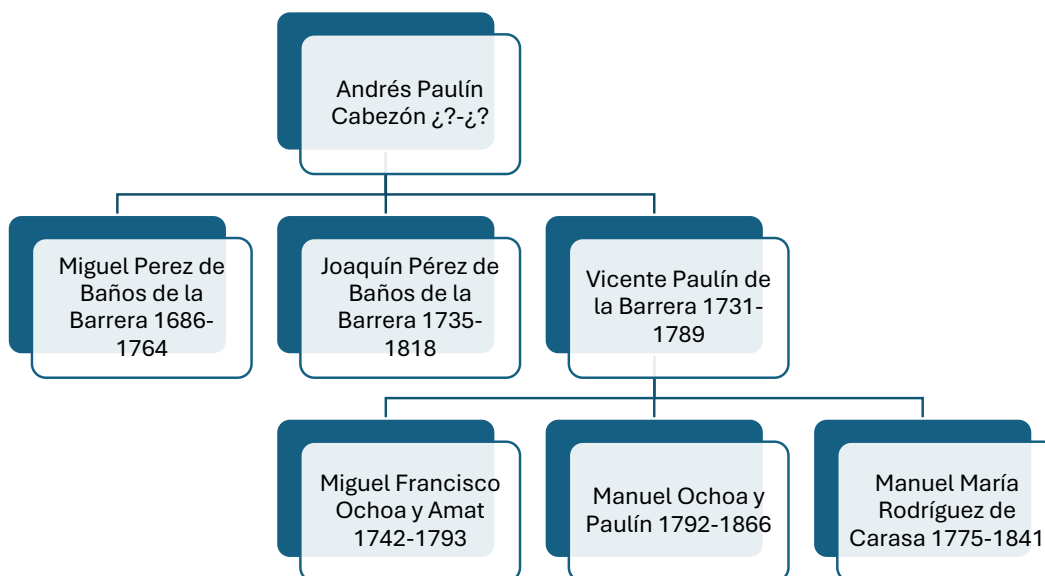 Andrés Paulín
Cabezón ¿?-¿?
Miguel Perez de
Baños de la
Barrera 1686-
1764
Joaquín Pérez de
Baños de la
Barrera 1735-
1818
Vicente Paulín de
la Barrera 1731-
1789
Miguel Francisco
Ochoa y Amat
1742-1793
Manuel Ochoa y
Paulín 1792-1866
Manuel María
Rodríguez de
Carasa 1775-1841